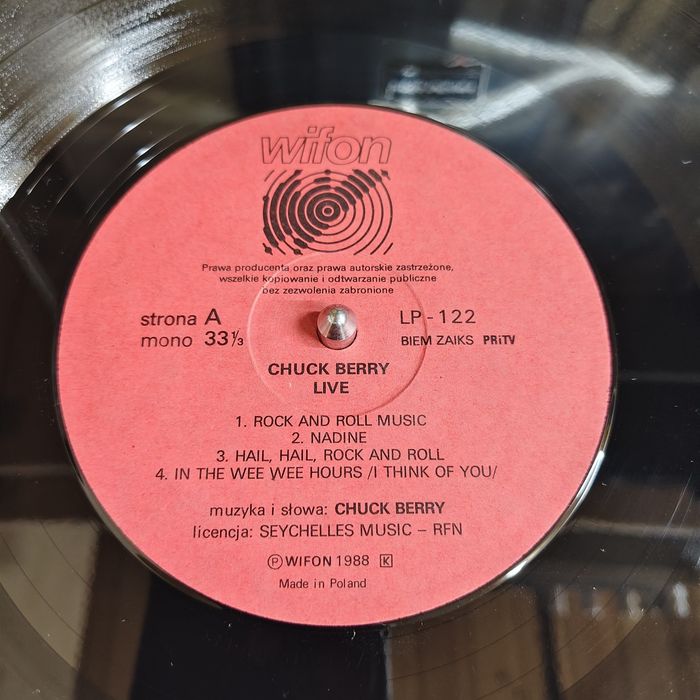 wifon
Prawa producenta oraz prawa autorskie zastrzeżone,
wszelkie kopiowanie i odtwarzanie publiczne
bez zezwolenia zabronione
strona A LP - 122
mono 33⅓ BIEM ZAIKS PRiTV
CHUCK BERRY
LIVE
1. ROCK AND ROLL MUSIC
2. NADINE
3. HAIL, HAIL, ROCK AND ROLL
4. IN THE WEE WEE HOURS /I THINK OF YOU/
muzyka i słowa: CHUCK BERRY
licencja: SEYCHELLES MUSIC – RFN
Ⓟ WIFON 1988 K
Made in Poland